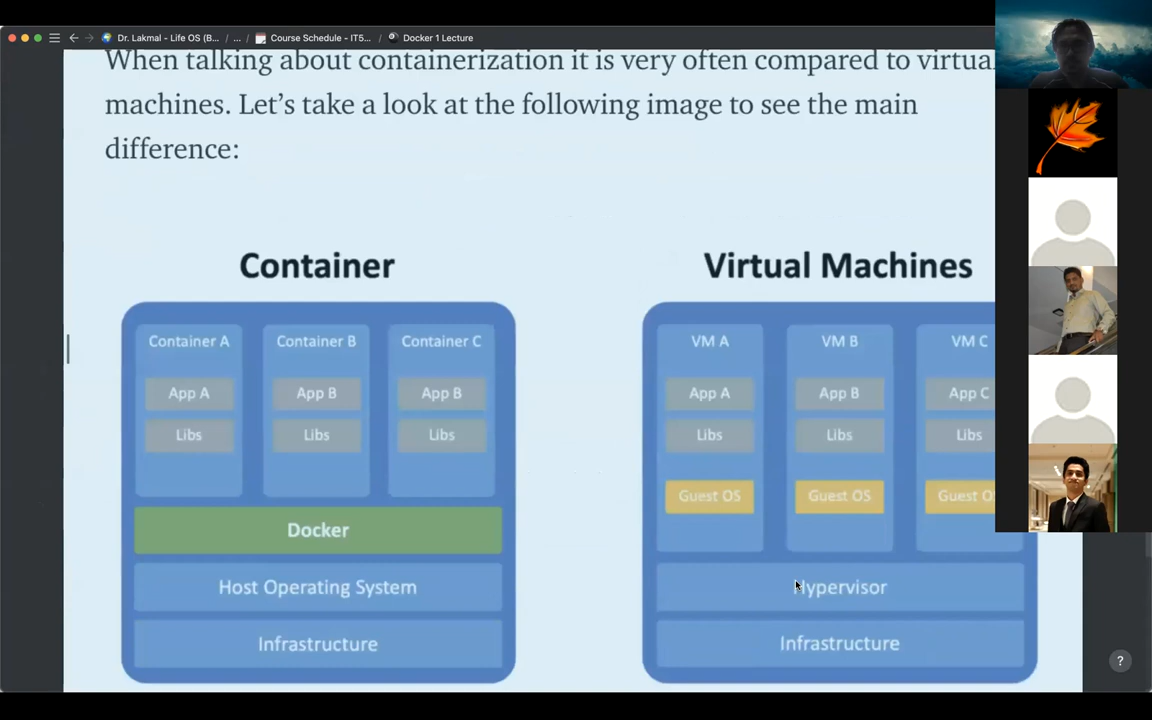 Dr. Lakmal - Life OS (B... / ... / Course Schedule - IT5... / Docker 1 Lecture
When talking about containerization it is very often compared to virtua
machines. Let’s take a look at the following image to see the main
difference:
Container
Container A Container B Container C
App A App B App B
Libs Libs Libs
Docker
Host Operating System
Infrastructure
Virtual Machines
VM A VM B VM C
App A App B App C
Libs Libs Libs
Guest OS Guest OS Guest O
Hypervisor
Infrastructure
?